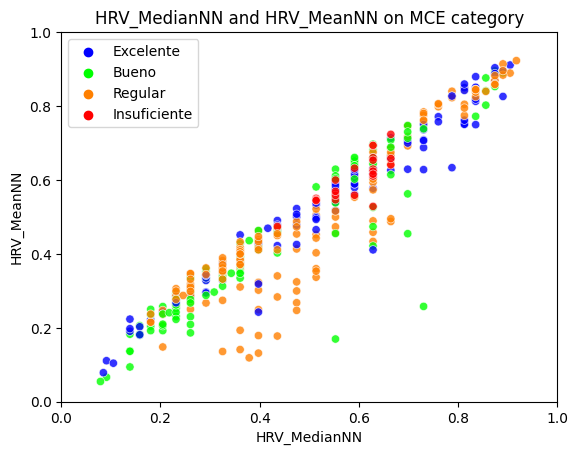 HRV_MedianNN and HRV_MeanNN on MCE category
Excelente
Bueno
Regular
Insuficiente
1.0
0.8
0.6
0.4
0.2
0.0
HRV_MeanNN
0.0 0.2 0.4 0.6 0.8 1.0
HRV_MedianNN